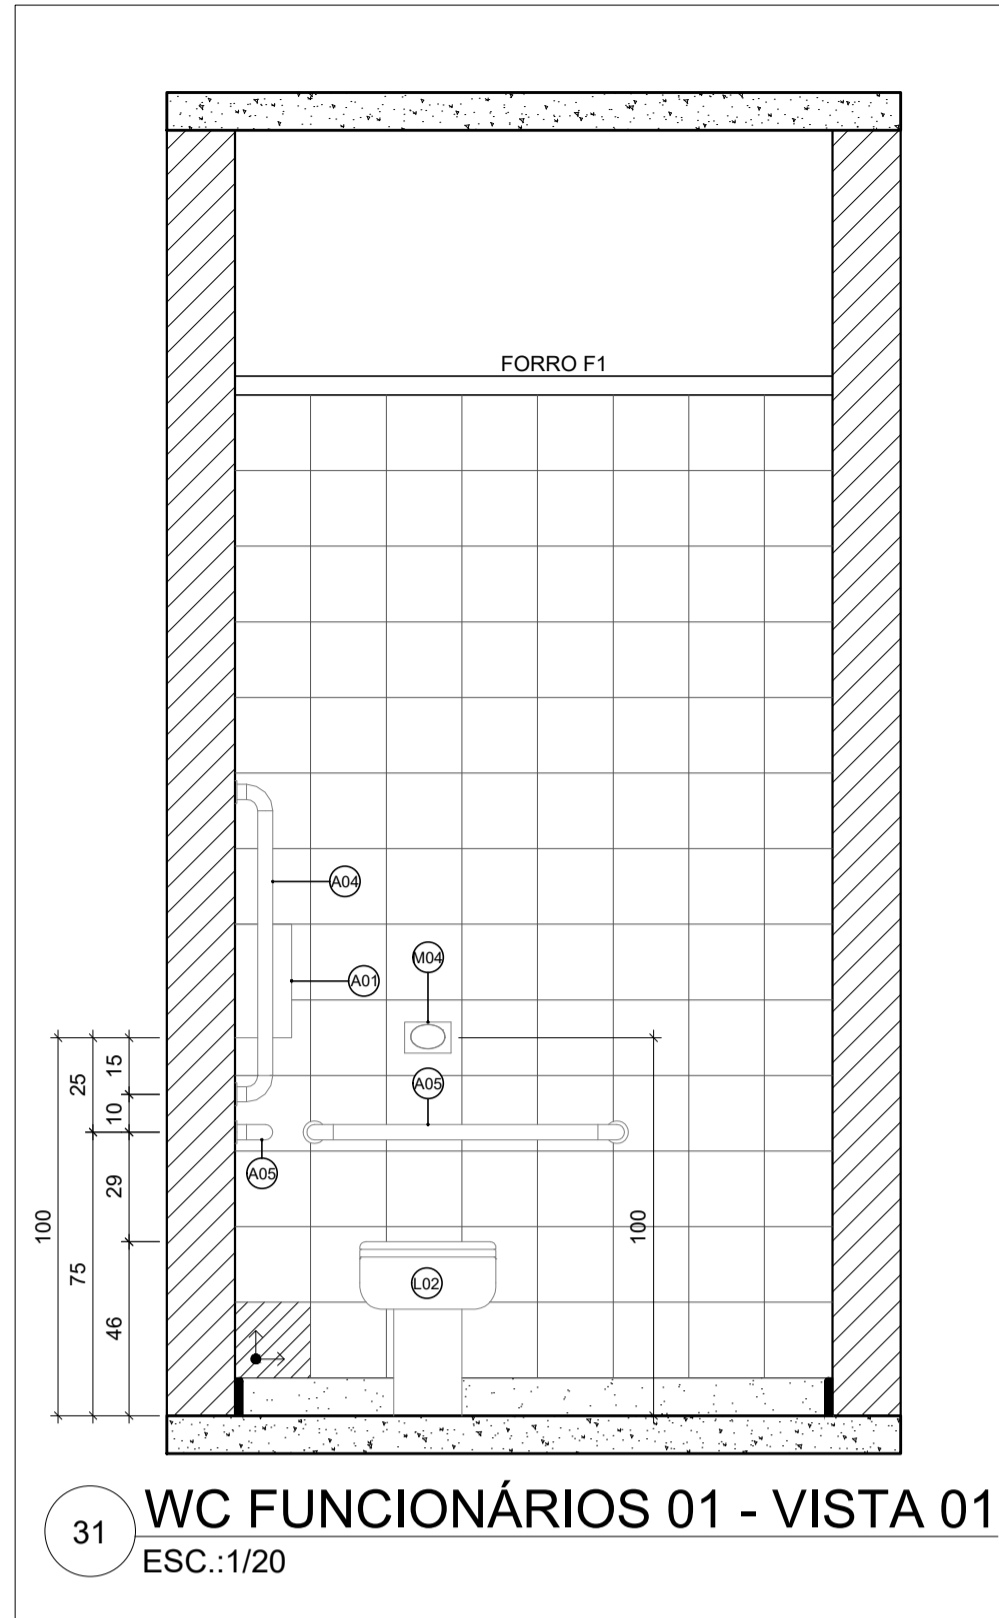 FORRO F1
A04
M04
A01
15
25
A05
10
A05
29
100
100
75
L02
46
31
WC FUNCIONÁRIOS 01 - VISTA 01
ESC.:1/20